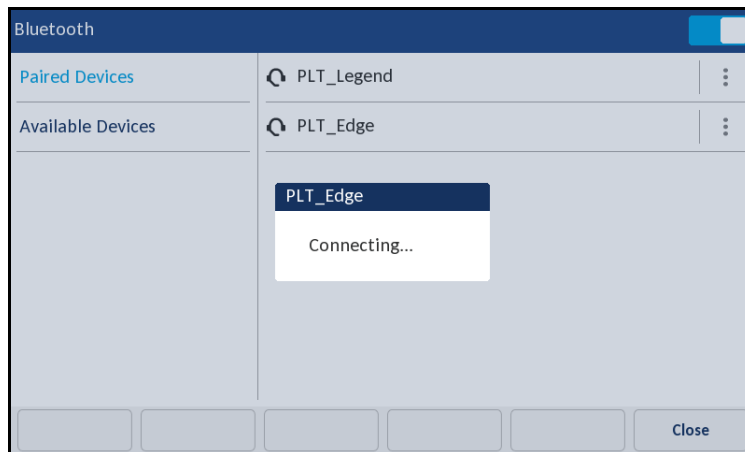 Bluetooth
Paired Devices
PLT_Legend
Available Devices
PLT_Edge
PLT_Edge
Connecting...
Close